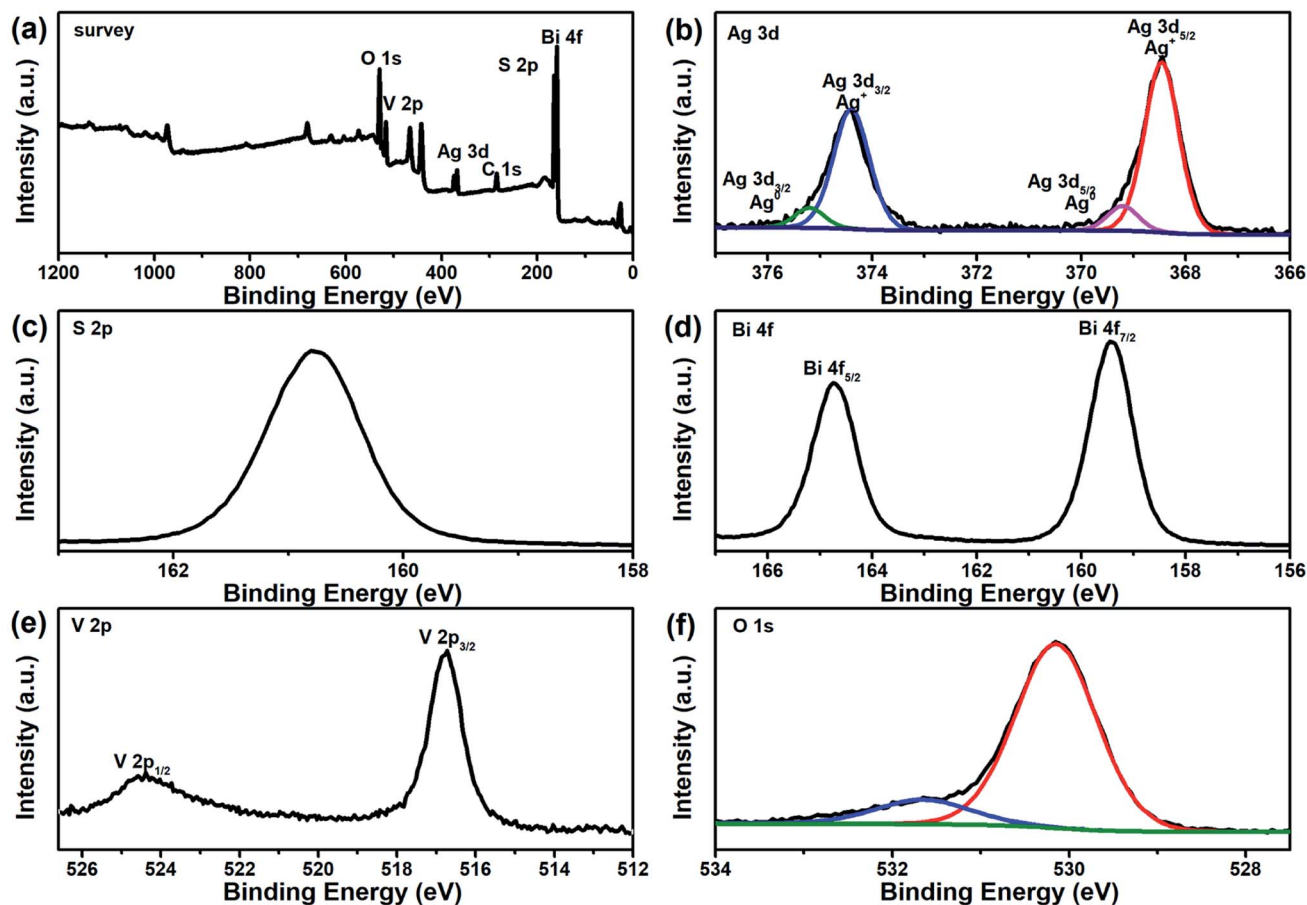 (a)
survey
O 1s
V 2p
Ag 3d
C 1s
S 2p
Bi 4f
Intensity (a.u.)
1200 1000 800 600 400 200 0
Binding Energy (eV)
(b)
Ag 3d
Ag 3d3/2
Ag0
Ag 3d3/2
Ag+
Ag 3d5/2
Ag0
Ag 3d5/2
Ag+
Intensity (a.u.)
376 374 372 370 368 366
Binding Energy (eV)
(c)
S 2p
Intensity (a.u.)
162 160 158
Binding Energy (eV)
(d)
Bi 4f
Bi 4f5/2
Bi 4f7/2
Intensity (a.u.)
166 164 162 160 158 156
Binding Energy (eV)
(e)
V 2p
V 2p1/2
V 2p3/2
Intensity (a.u.)
526 524 522 520 518 516 514 512
Binding Energy (eV)
(f)
O 1s
Intensity (a.u.)
534 532 530 528
Binding Energy (eV)